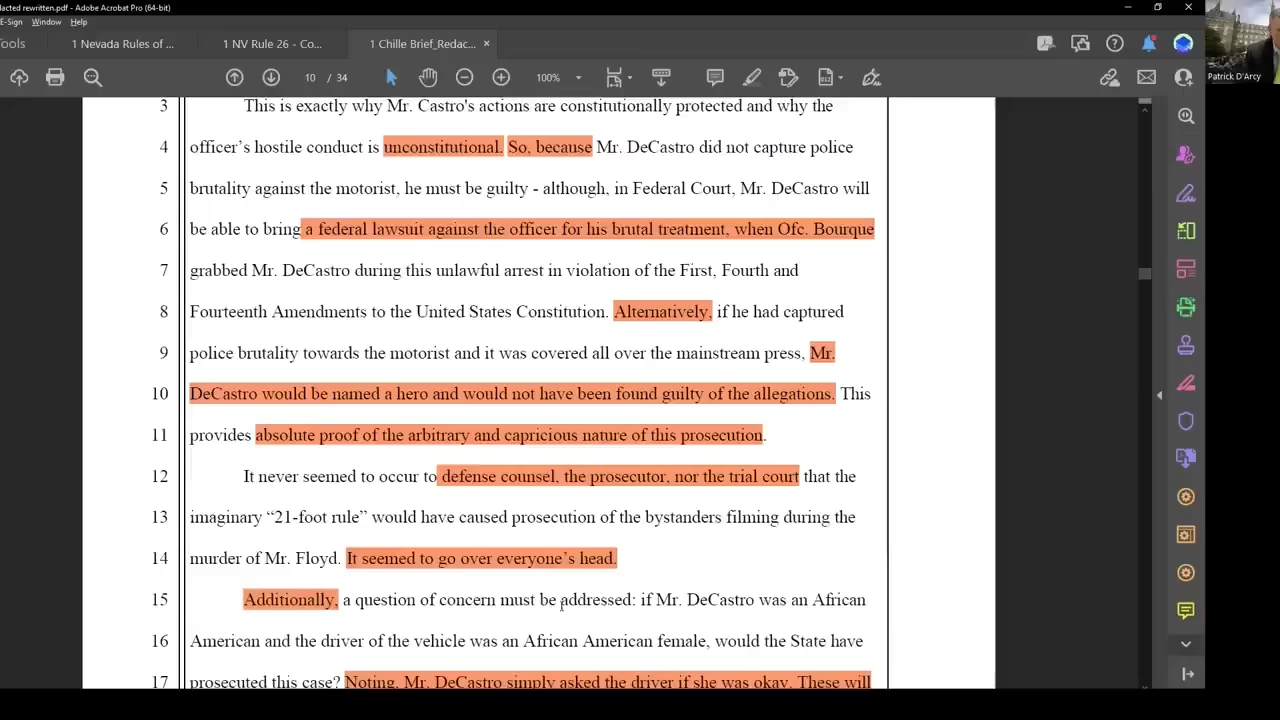 lacted rewritten.pdf - Adobe Acrobat Pro (64-bit)
E-Sign Window Help
Tools 1 Nevada Rules of ... 1 NV Rule 26 - Co... 1 Chille Brief_Redac... ×
10 / 34 100%
Patrick D'Arcy
3 This is exactly why Mr. Castro's actions are constitutionally protected and why the
4 officer's hostile conduct is unconstitutional. So, because Mr. DeCastro did not capture police
5 brutality against the motorist, he must be guilty - although, in Federal Court, Mr. DeCastro will
6 be able to bring a federal lawsuit against the officer for his brutal treatment, when Ofc. Bourque
7 grabbed Mr. DeCastro during this unlawful arrest in violation of the First, Fourth and
8 Fourteenth Amendments to the United States Constitution. Alternatively, if he had captured
9 police brutality towards the motorist and it was covered all over the mainstream press, Mr.
10 DeCastro would be named a hero and would not have been found guilty of the allegations. This
11 provides absolute proof of the arbitrary and capricious nature of this prosecution.
12 It never seemed to occur to defense counsel, the prosecutor, nor the trial court that the
13 imaginary “21-foot rule” would have caused prosecution of the bystanders filming during the
14 murder of Mr. Floyd. It seemed to go over everyone’s head.
15 Additionally, a question of concern must be addressed: if Mr. DeCastro was an African
16 American and the driver of the vehicle was an African American female, would the State have
17 prosecuted this case? Noting, Mr. DeCastro simply asked the driver if she was okay. These will